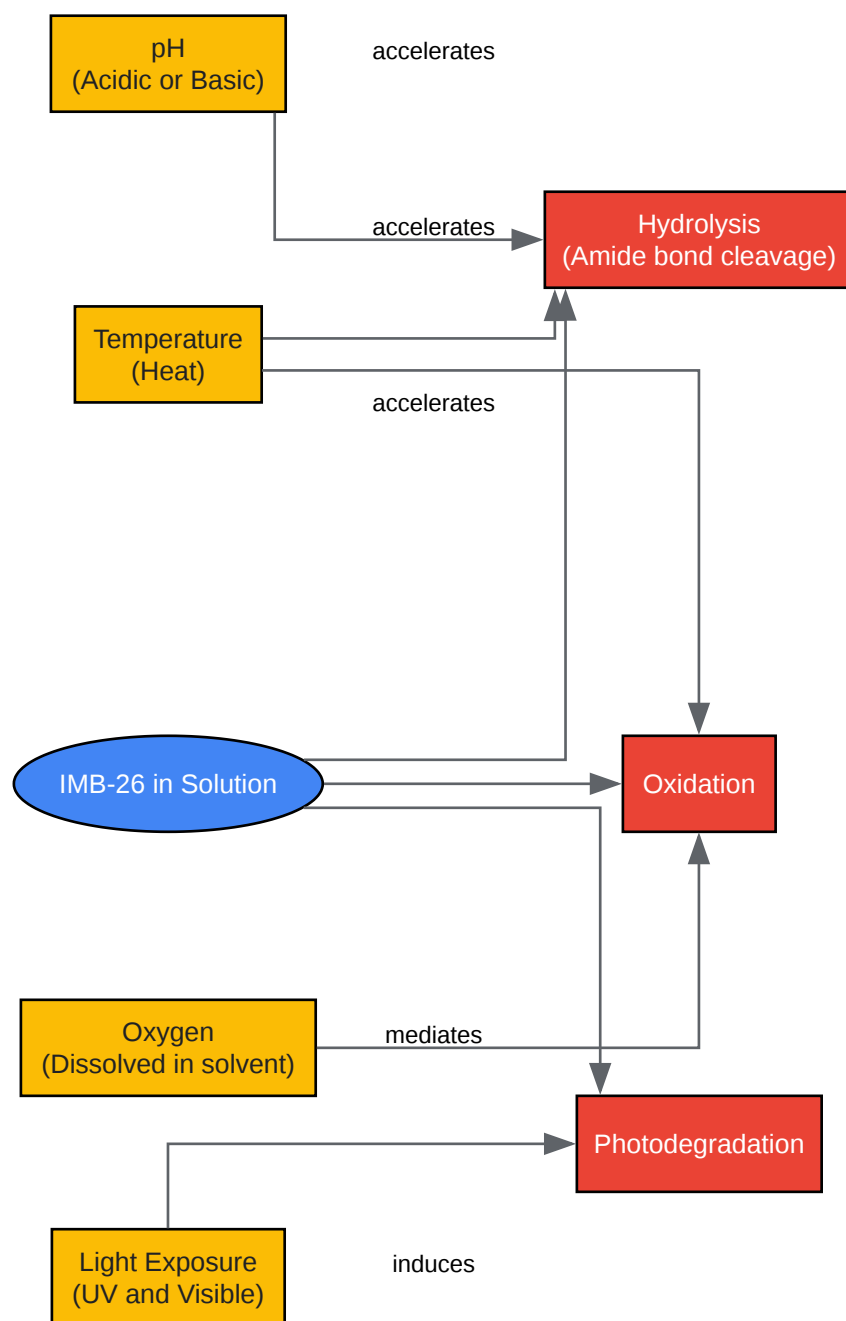 pH
(Acidic or Basic)
accelerates
Hydrolysis
(Amide bond cleavage)
accelerates
Temperature
(Heat)
accelerates
IMB-26 in Solution
Oxidation
Oxygen
(Dissolved in solvent)
mediates
Photodegradation
Light Exposure
(UV and Visible)
induces